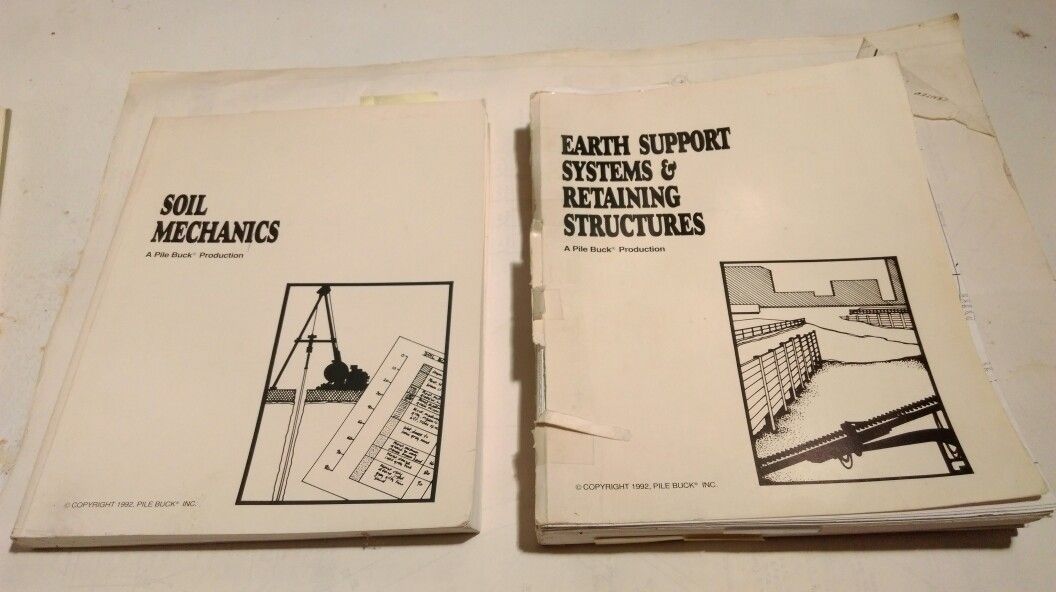 SOIL
MECHANICS
A Pile Buck® Production
© COPYRIGHT 1992, PILE BUCK® INC.
EARTH SUPPORT
SYSTEMS &
RETAINING
STRUCTURES
A Pile Buck® Production
© COPYRIGHT 1992, PILE BUCK® INC.